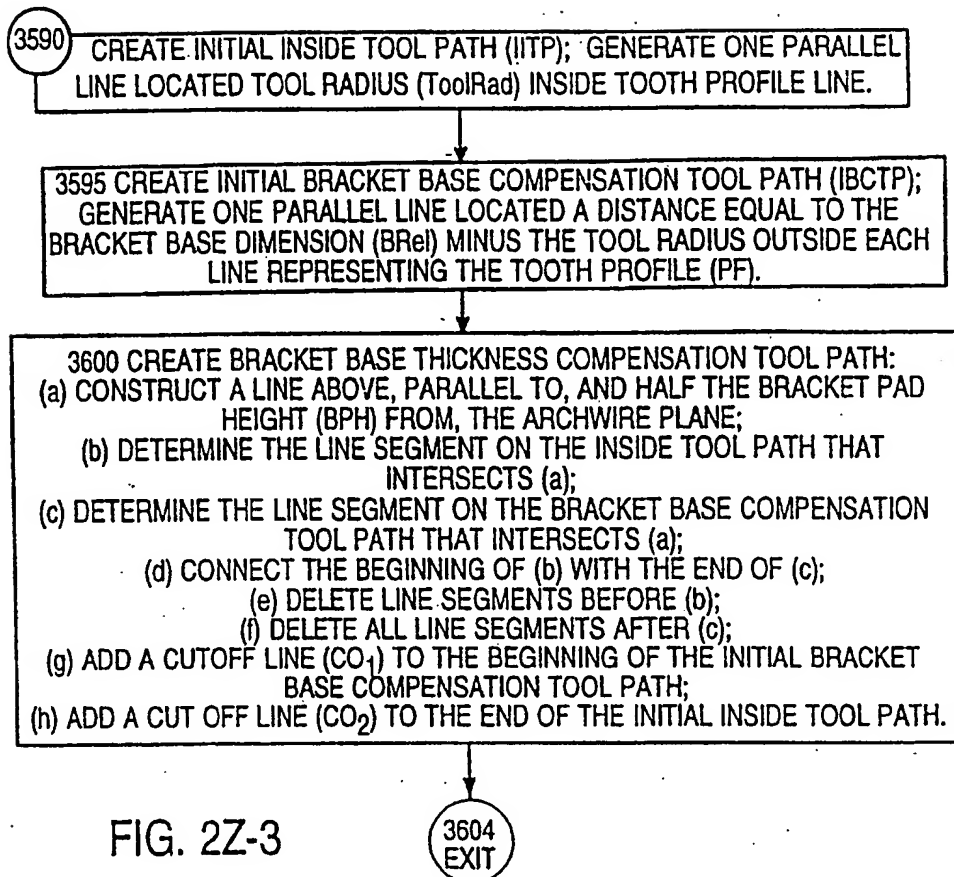 3590
CREATE INITIAL INSIDE TOOL PATH (IITP); GENERATE ONE PARALLEL
LINE LOCATED TOOL RADIUS (ToolRad) INSIDE TOOTH PROFILE LINE.
3595 CREATE INITIAL BRACKET BASE COMPENSATION TOOL PATH (IBCTP);
GENERATE ONE PARALLEL LINE LOCATED A DISTANCE EQUAL TO THE
BRACKET BASE DIMENSION (BRel) MINUS THE TOOL RADIUS OUTSIDE EACH
LINE REPRESENTING THE TOOTH PROFILE (PF).
3600 CREATE BRACKET BASE THICKNESS COMPENSATION TOOL PATH:
(a) CONSTRUCT A LINE ABOVE, PARALLEL TO, AND HALF THE BRACKET PAD
HEIGHT (BPH) FROM, THE ARCHWIRE PLANE;
(b) DETERMINE THE LINE SEGMENT ON THE INSIDE TOOL PATH THAT
INTERSECTS (a);
(c) DETERMINE THE LINE SEGMENT ON THE BRACKET BASE COMPENSATION
TOOL PATH THAT INTERSECTS (a);
(d) CONNECT THE BEGINNING OF (b) WITH THE END OF (c);
(e) DELETE LINE SEGMENTS BEFORE (b);
(f) DELETE ALL LINE SEGMENTS AFTER (c);
(g) ADD A CUTOFF LINE (CO1) TO THE BEGINNING OF THE INITIAL BRACKET
BASE COMPENSATION TOOL PATH;
(h) ADD A CUT OFF LINE (CO2) TO THE END OF THE INITIAL INSIDE TOOL PATH.
FIG. 2Z-3
3604
EXIT